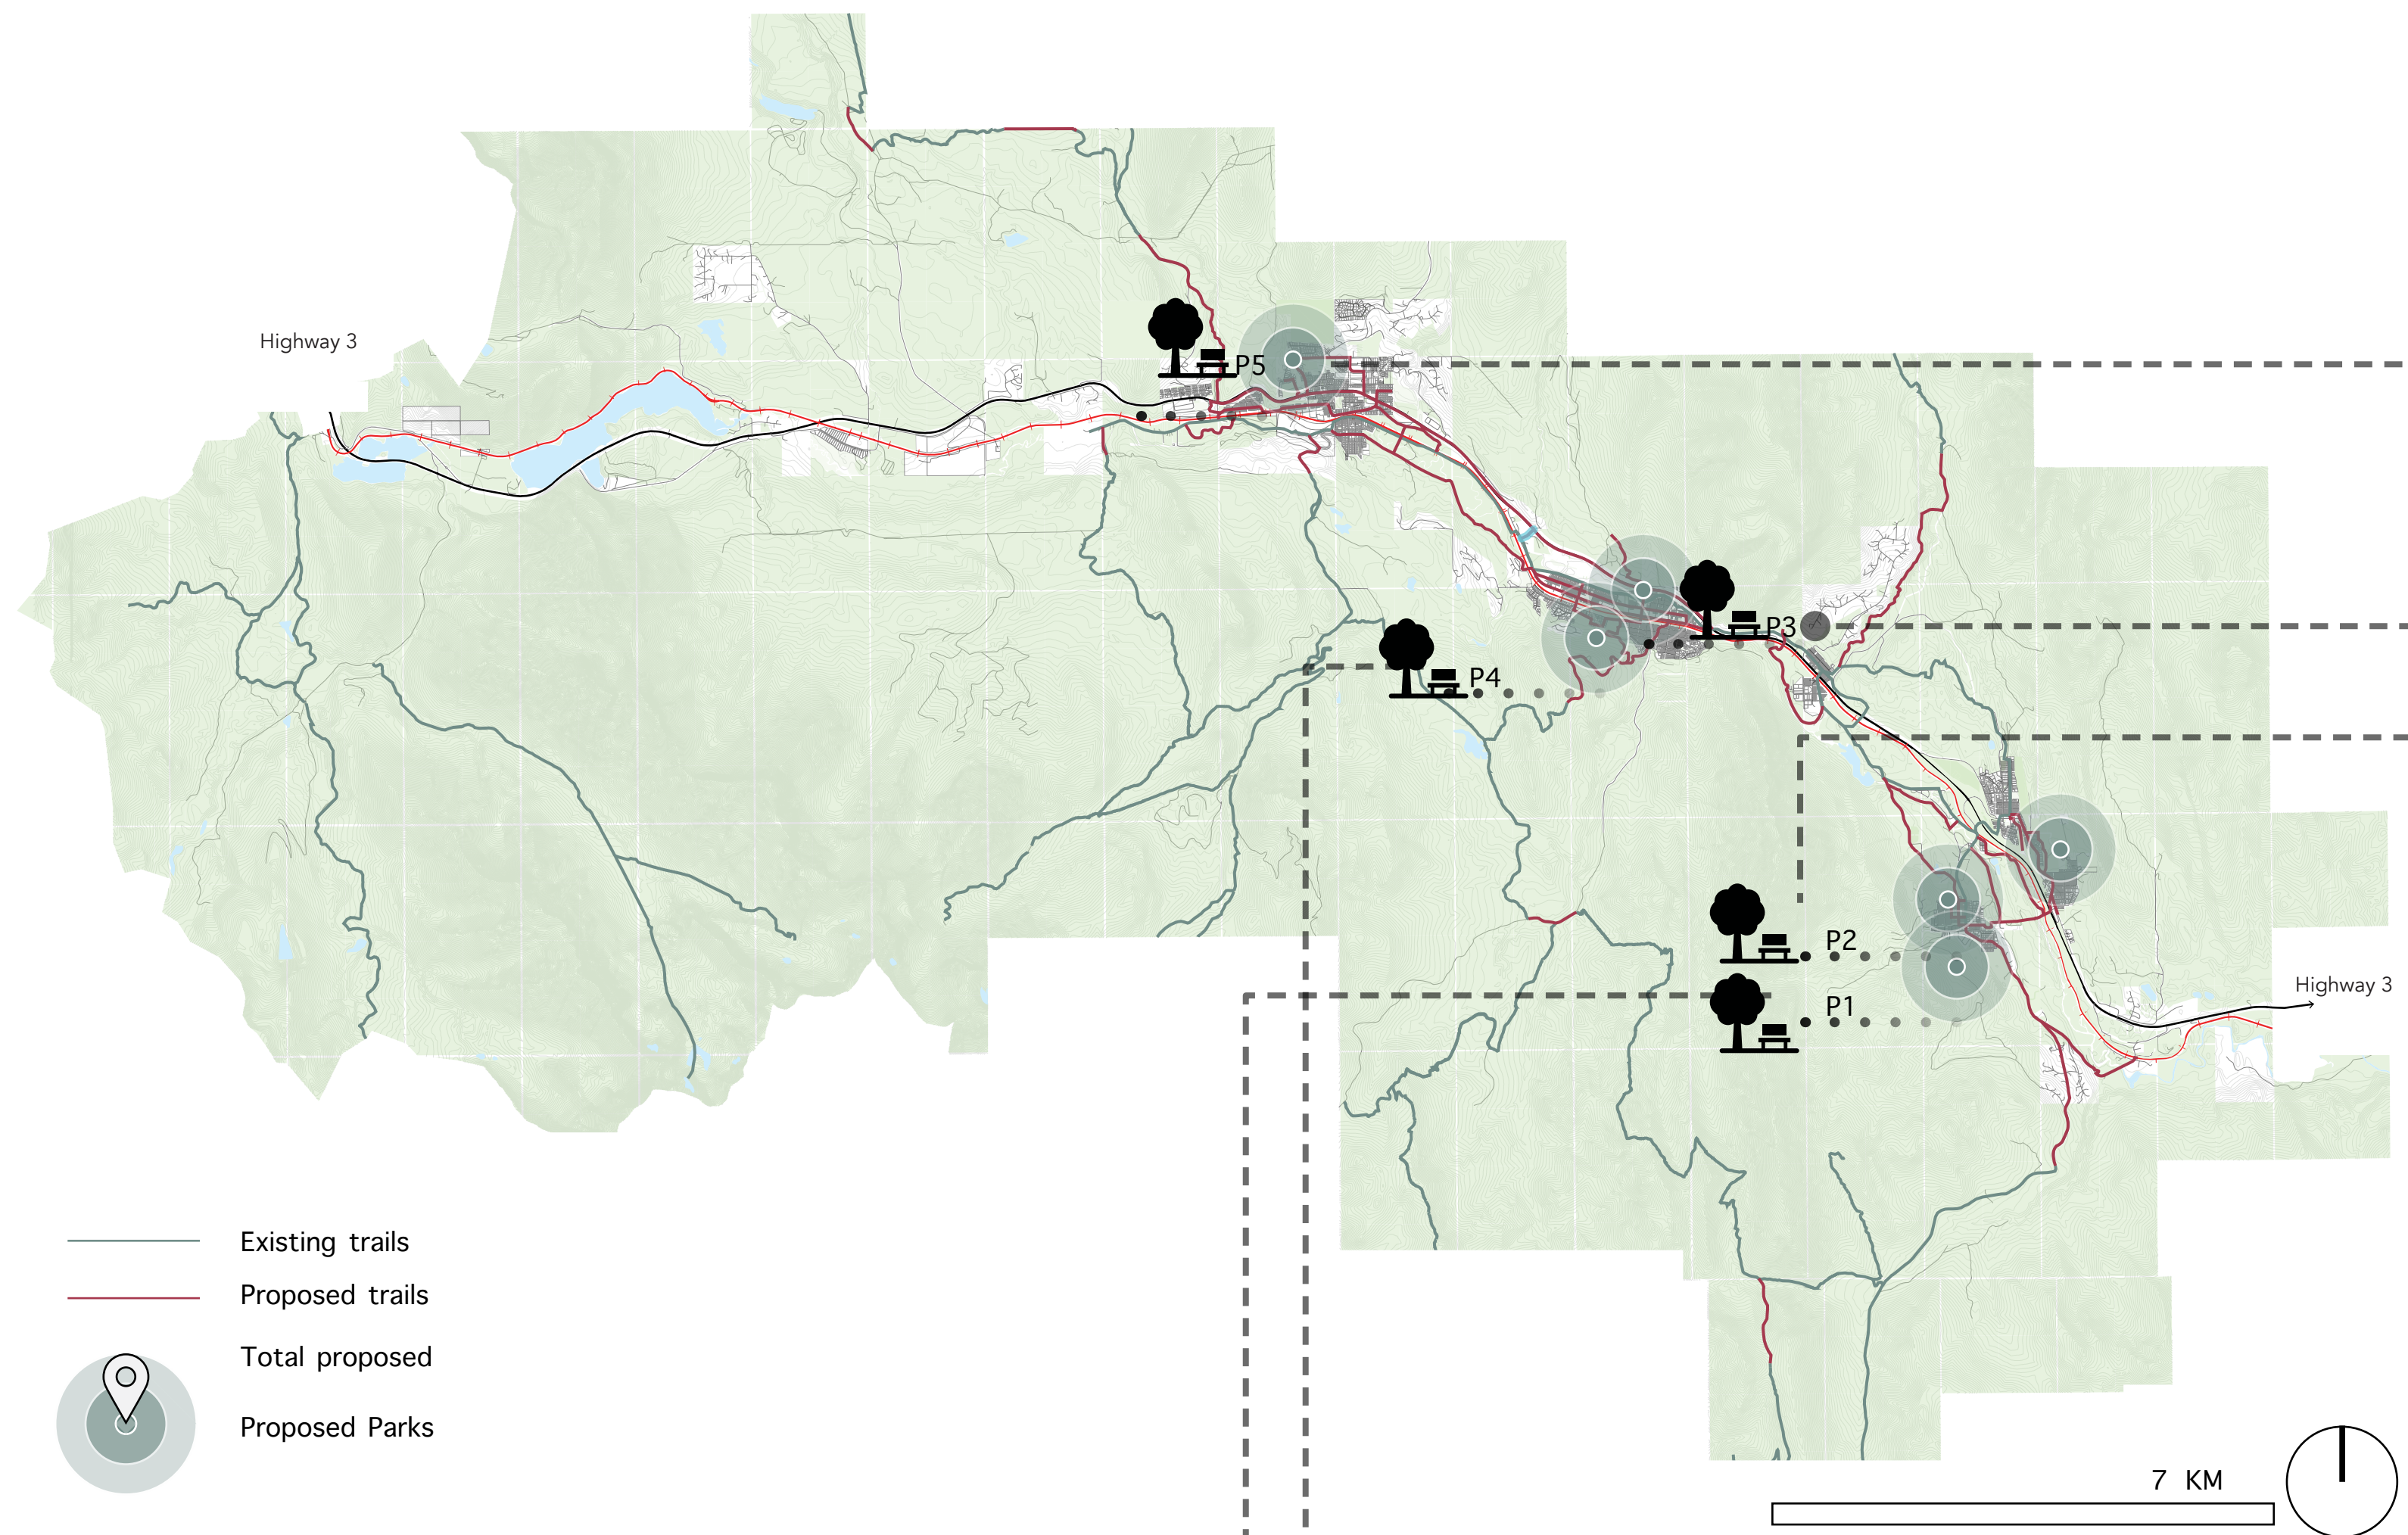 Highway 3
P5
P3
P4
P2
P1
Highway 3
Existing trails
Proposed trails
Total proposed
Proposed Parks
7 KM